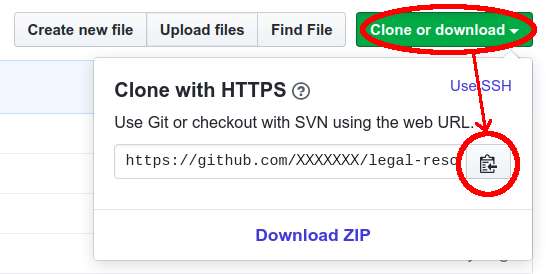 Create new file Upload files Find File Clone or download
Clone with HTTPS
Use SSH
Use Git or checkout with SVN using the web URL.
https://github.com/XXXXXXX/legal-resc
Download ZIP